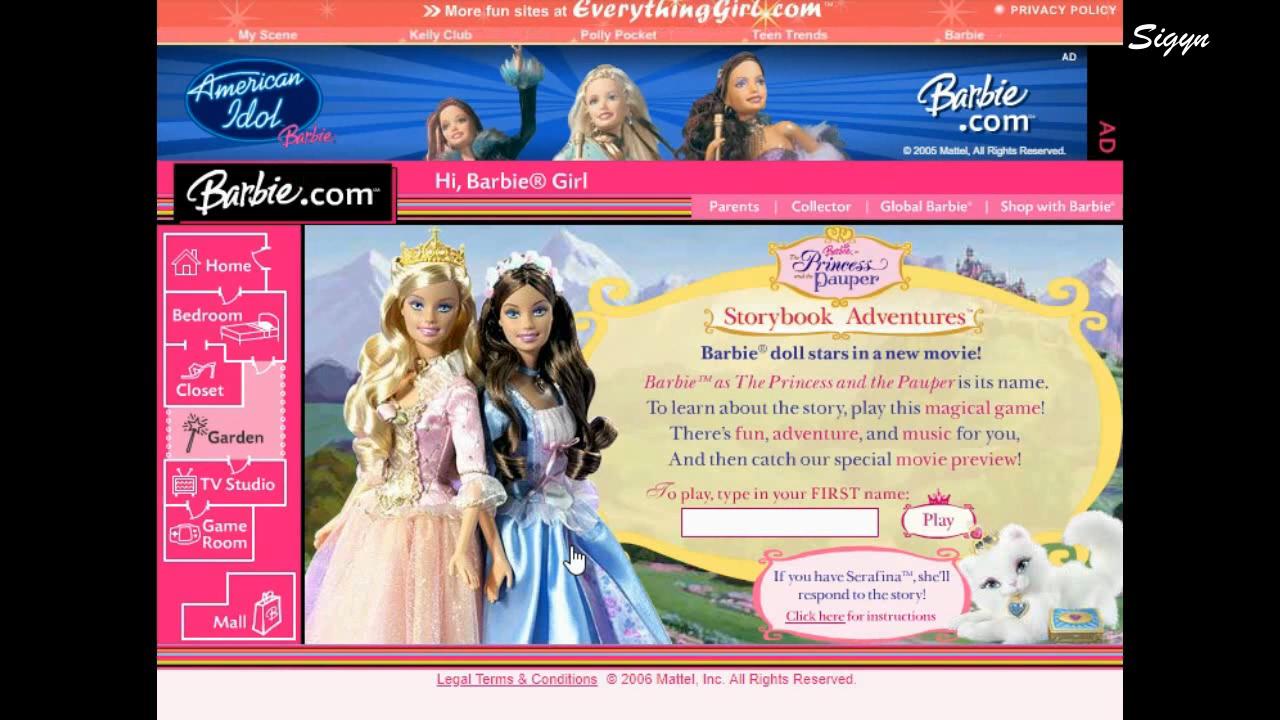 More fun sites at EverythingGirl.com™
PRIVACY POLICY
My Scene
Kelly Club
Polly Pocket
Teen Trends
Barbie
Sigyn
AD
American
Idol
Barbie
Barbie
.com
© 2005 Mattel, All Rights Reserved.
AD
Barbie.com
Hi, Barbie® Girl
Parents | Collector | Global Barbie® | Shop with Barbie®
Home
Bedroom
Closet
Garden
TV Studio
Game
Room
Mall
Barbie
The Princess
and the
Pauper
Storybook Adventures™
Barbie® doll stars in a new movie!
Barbie™ as The Princess and the Pauper is its name.
To learn about the story, play this magical game!
There's fun, adventure, and music for you,
And then catch our special movie preview!
To play, type in your FIRST name:
Play
If you have Serafina™, she'll
respond to the story!
Click here for instructions
Legal Terms & Conditions © 2006 Mattel, Inc. All Rights Reserved.